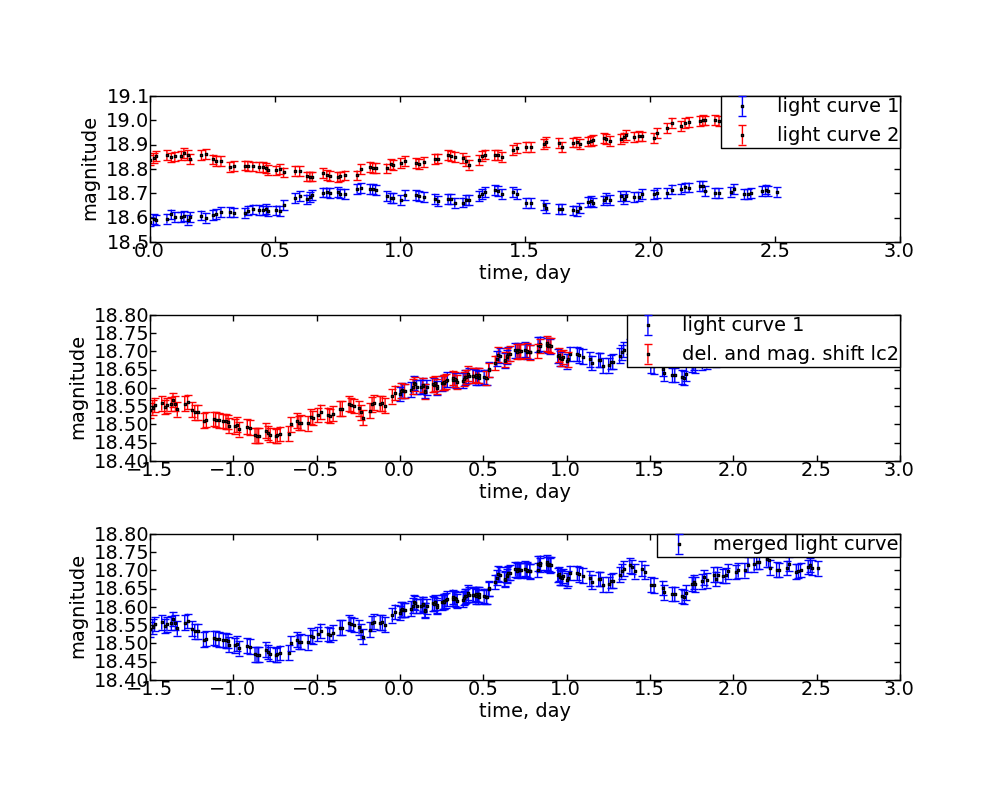 19.1
19.0
18.9
18.8
18.7
18.6
18.5
magnitude
light curve 1
light curve 2
0.0 0.5 1.0 1.5 2.0 2.5 3.0
time, day
18.80
18.75
18.70
18.65
18.60
18.55
18.50
18.45
18.40
magnitude
light curve 1
del. and mag. shift lc2
−1.5 −1.0 −0.5 0.0 0.5 1.0 1.5 2.0 2.5 3.0
time, day
18.80
18.75
18.70
18.65
18.60
18.55
18.50
18.45
18.40
magnitude
merged light curve
−1.5 −1.0 −0.5 0.0 0.5 1.0 1.5 2.0 2.5 3.0
time, day